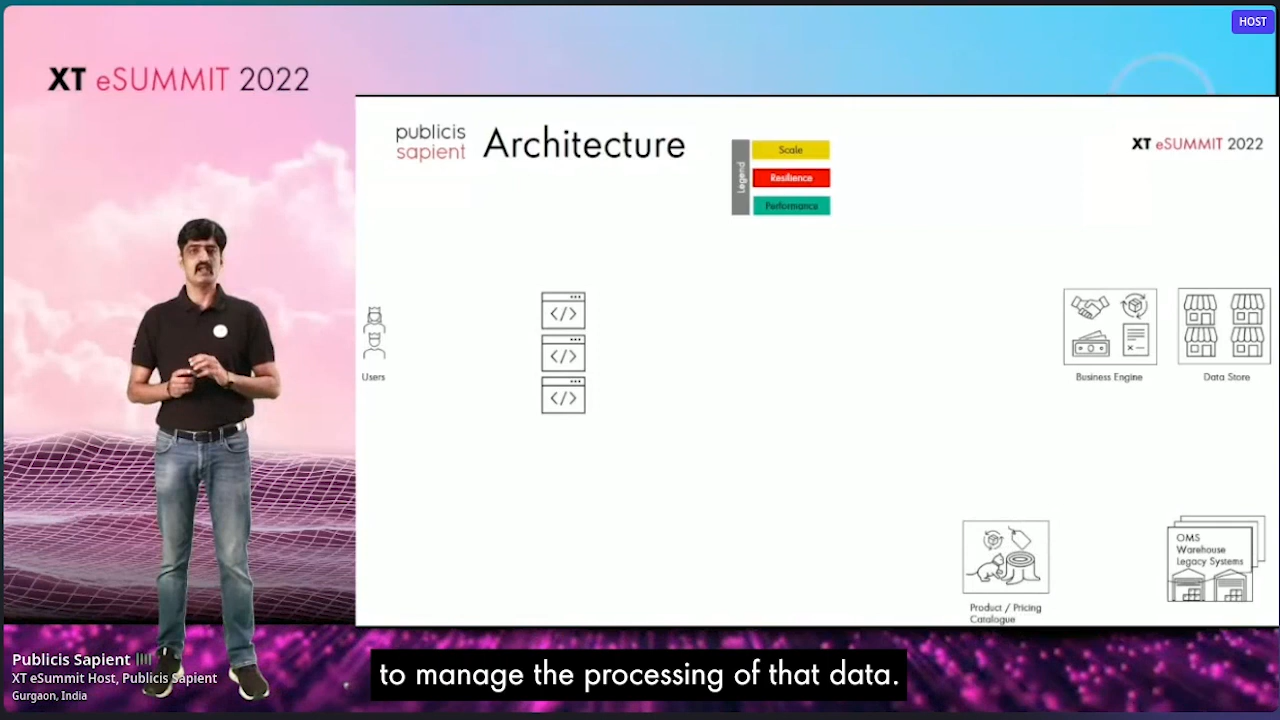 HOST
XT eSUMMIT 2022
publicis
sapient
Architecture
Legend
Scale
Resilience
Performance
XT eSUMMIT 2022
</>
</>
</>
Users
Business Engine
Data Store
Product / Pricing
Catalogue
OMS
Warehouse
Legacy Systems
Publicis Sapient
XT eSummit Host, Publicis Sapient
Gurgaon, India
to manage the processing of that data.